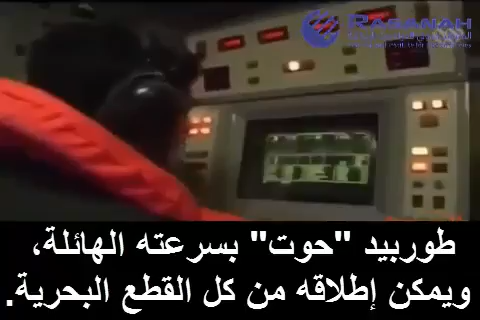 RASANAH
طوربيد "حوت" بسرعته الهائلة،
ويمكن إطلاقه من كل القطع البحرية.